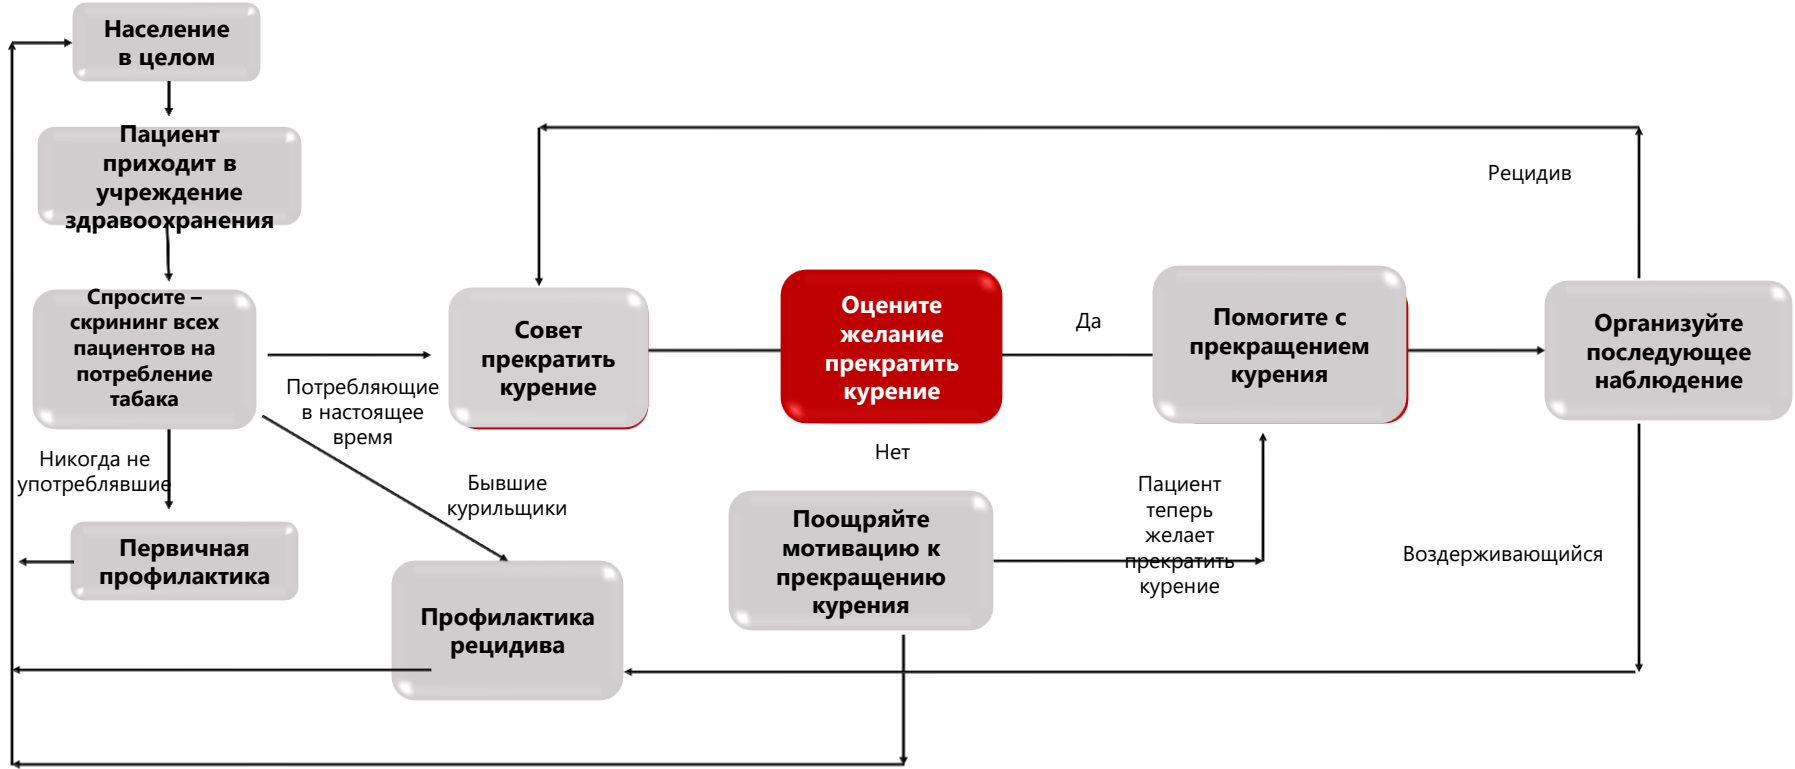 Население
в целом
Пациент
приходит в
учреждение
здравоохранения
Спросите –
скрининг всех
пациентов на
потребление
табака
Потребляющие
в настоящее
время
Никогда не
употреблявшие
Бывшие
курильщики
Первичная
профилактика
Профилактика
рецидива
Совет
прекратить
курение
Оцените
желание
прекратить
курение
Да
Нет
Помогите с
прекращением
курения
Организуйте
последующее
наблюдение
Рецидив
Поощряйте
мотивацию к
прекращению
курения
Пациент
теперь
желает
прекратить
курение
Воздерживающийся